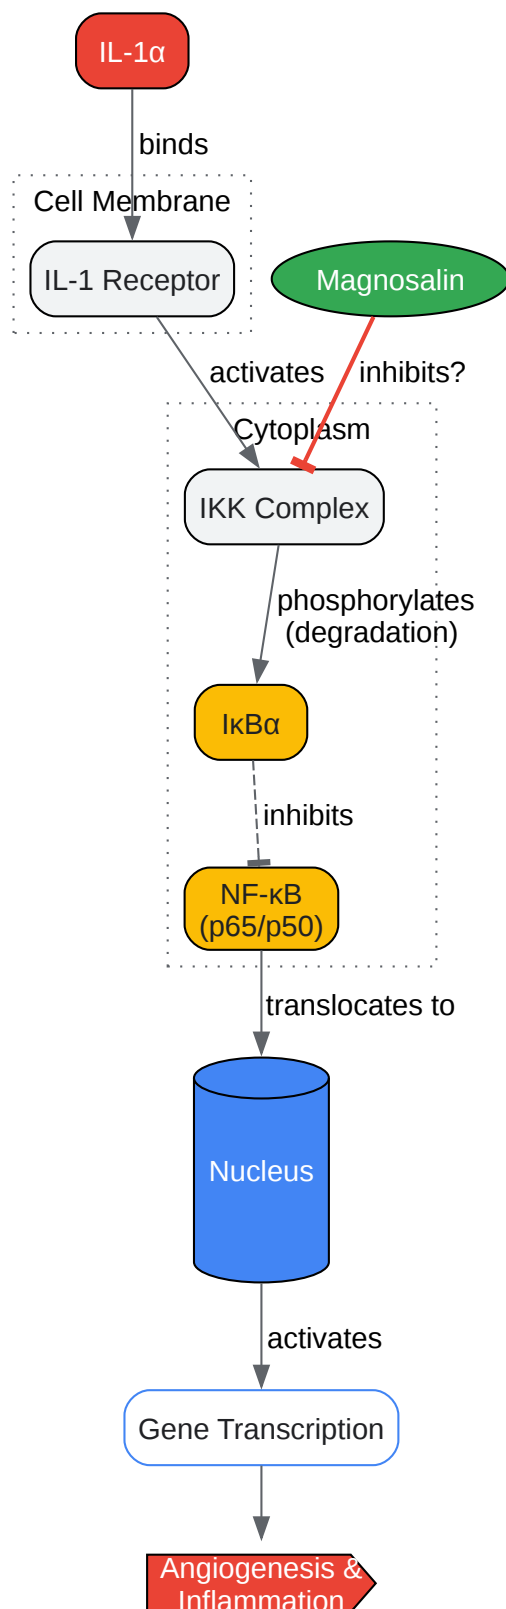 IL-1α
binds
Cell Membrane
IL-1 Receptor
Magnosalin
activates
inhibits?
Cytoplasm
IKK Complex
phosphorylates
(degradation)
IκBα
inhibits
NF-κB
(p65/p50)
translocates to
Nucleus
activates
Gene Transcription
Angiogenesis &
Inflammation